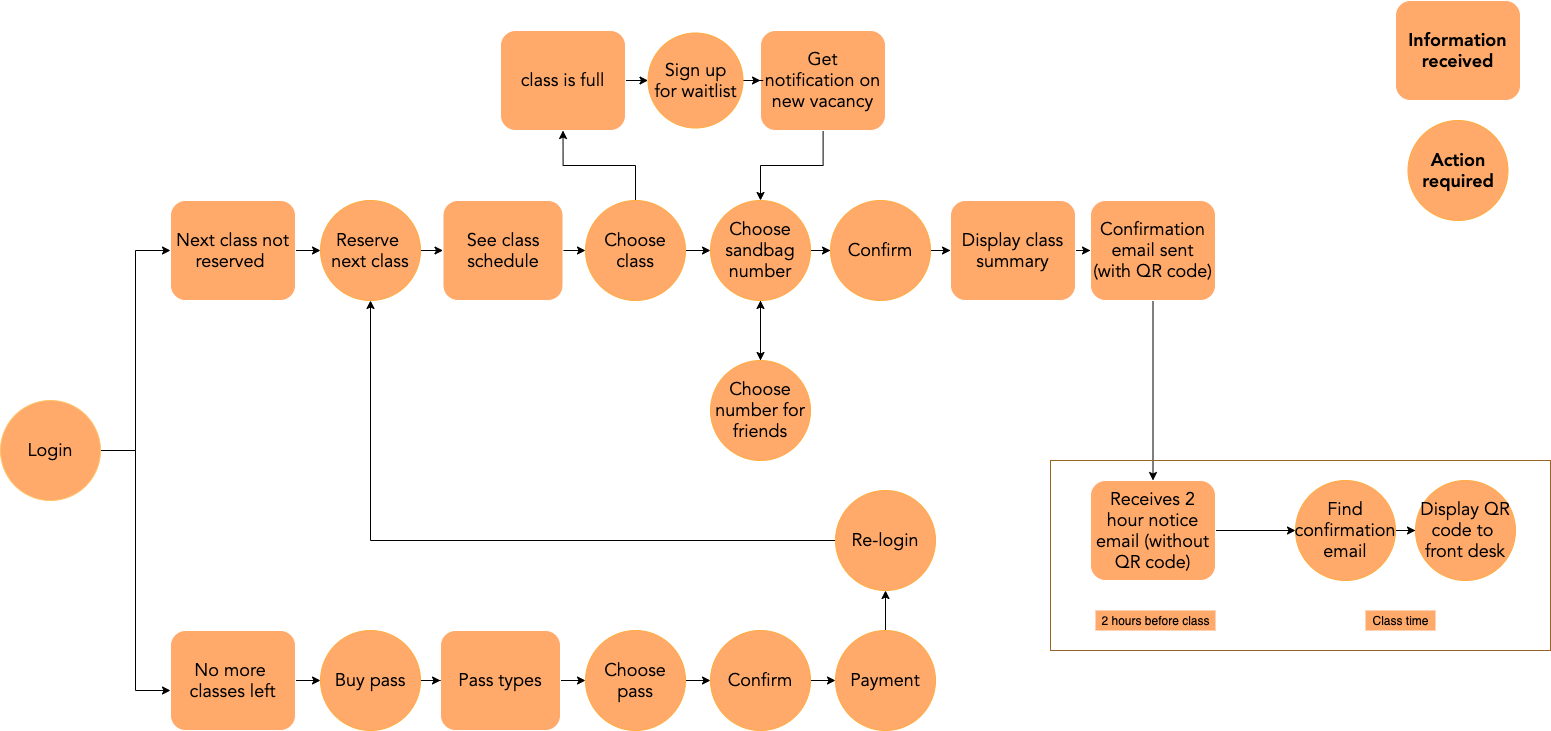 Information
received
Action
required
class is full
Sign up
for waitlist
Get
notification on
new vacancy
Next class not
reserved
Reserve
next class
See class
schedule
Choose
class
Choose
sandbag
number
Confirm
Display class
summary
Confirmation
email sent
(with QR code)
Choose
number for
friends
Login
Receives 2
hour notice
email (without
QR code)
Find
confirmation
email
Display QR
code to
front desk
2 hours before class
Class time
Re-login
No more
classes left
Buy pass
Pass types
Choose
pass
Confirm
Payment